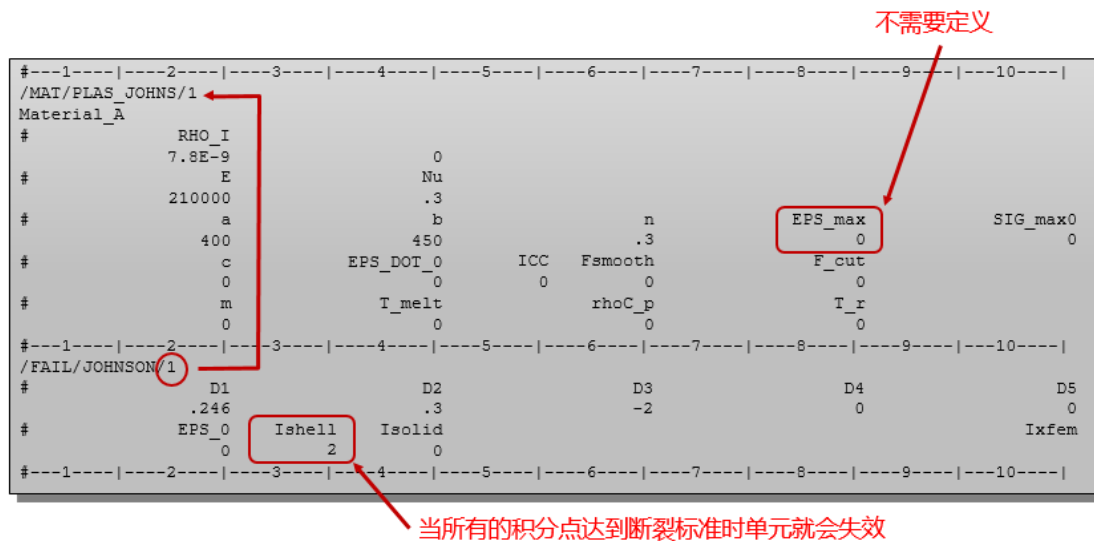 不需要定义
#---1----|----2----|----3----|----4----|----5----|----6----|----7----|----8----|----9----|---10----|
/MAT/PLAS_JOHNS/1
Material_A
# RHO_I
7.8E-9 0
# E Nu
210000 .3
# a b n EPS_max SIG_max0
400 450 .3 0 0
# c EPS_DOT_0 ICC Fsmooth F_cut
0 0 0 0 0
# m T_melt rhoC_p T_r
0 0 0 0
#---1----|----2----|----3----|----4----|----5----|----6----|----7----|----8----|----9----|---10----|
/FAIL/JOHNSON/1
# D1 D2 D3 D4 D5
.246 .3 -2 0 0
# EPS_0 Ishell Isolid Ixfem
0 2 0
#---1----|----2----|----3----|----4----|----5----|----6----|----7----|----8----|----9----|---10----|
当所有的积分点达到断裂标准时单元就会失效